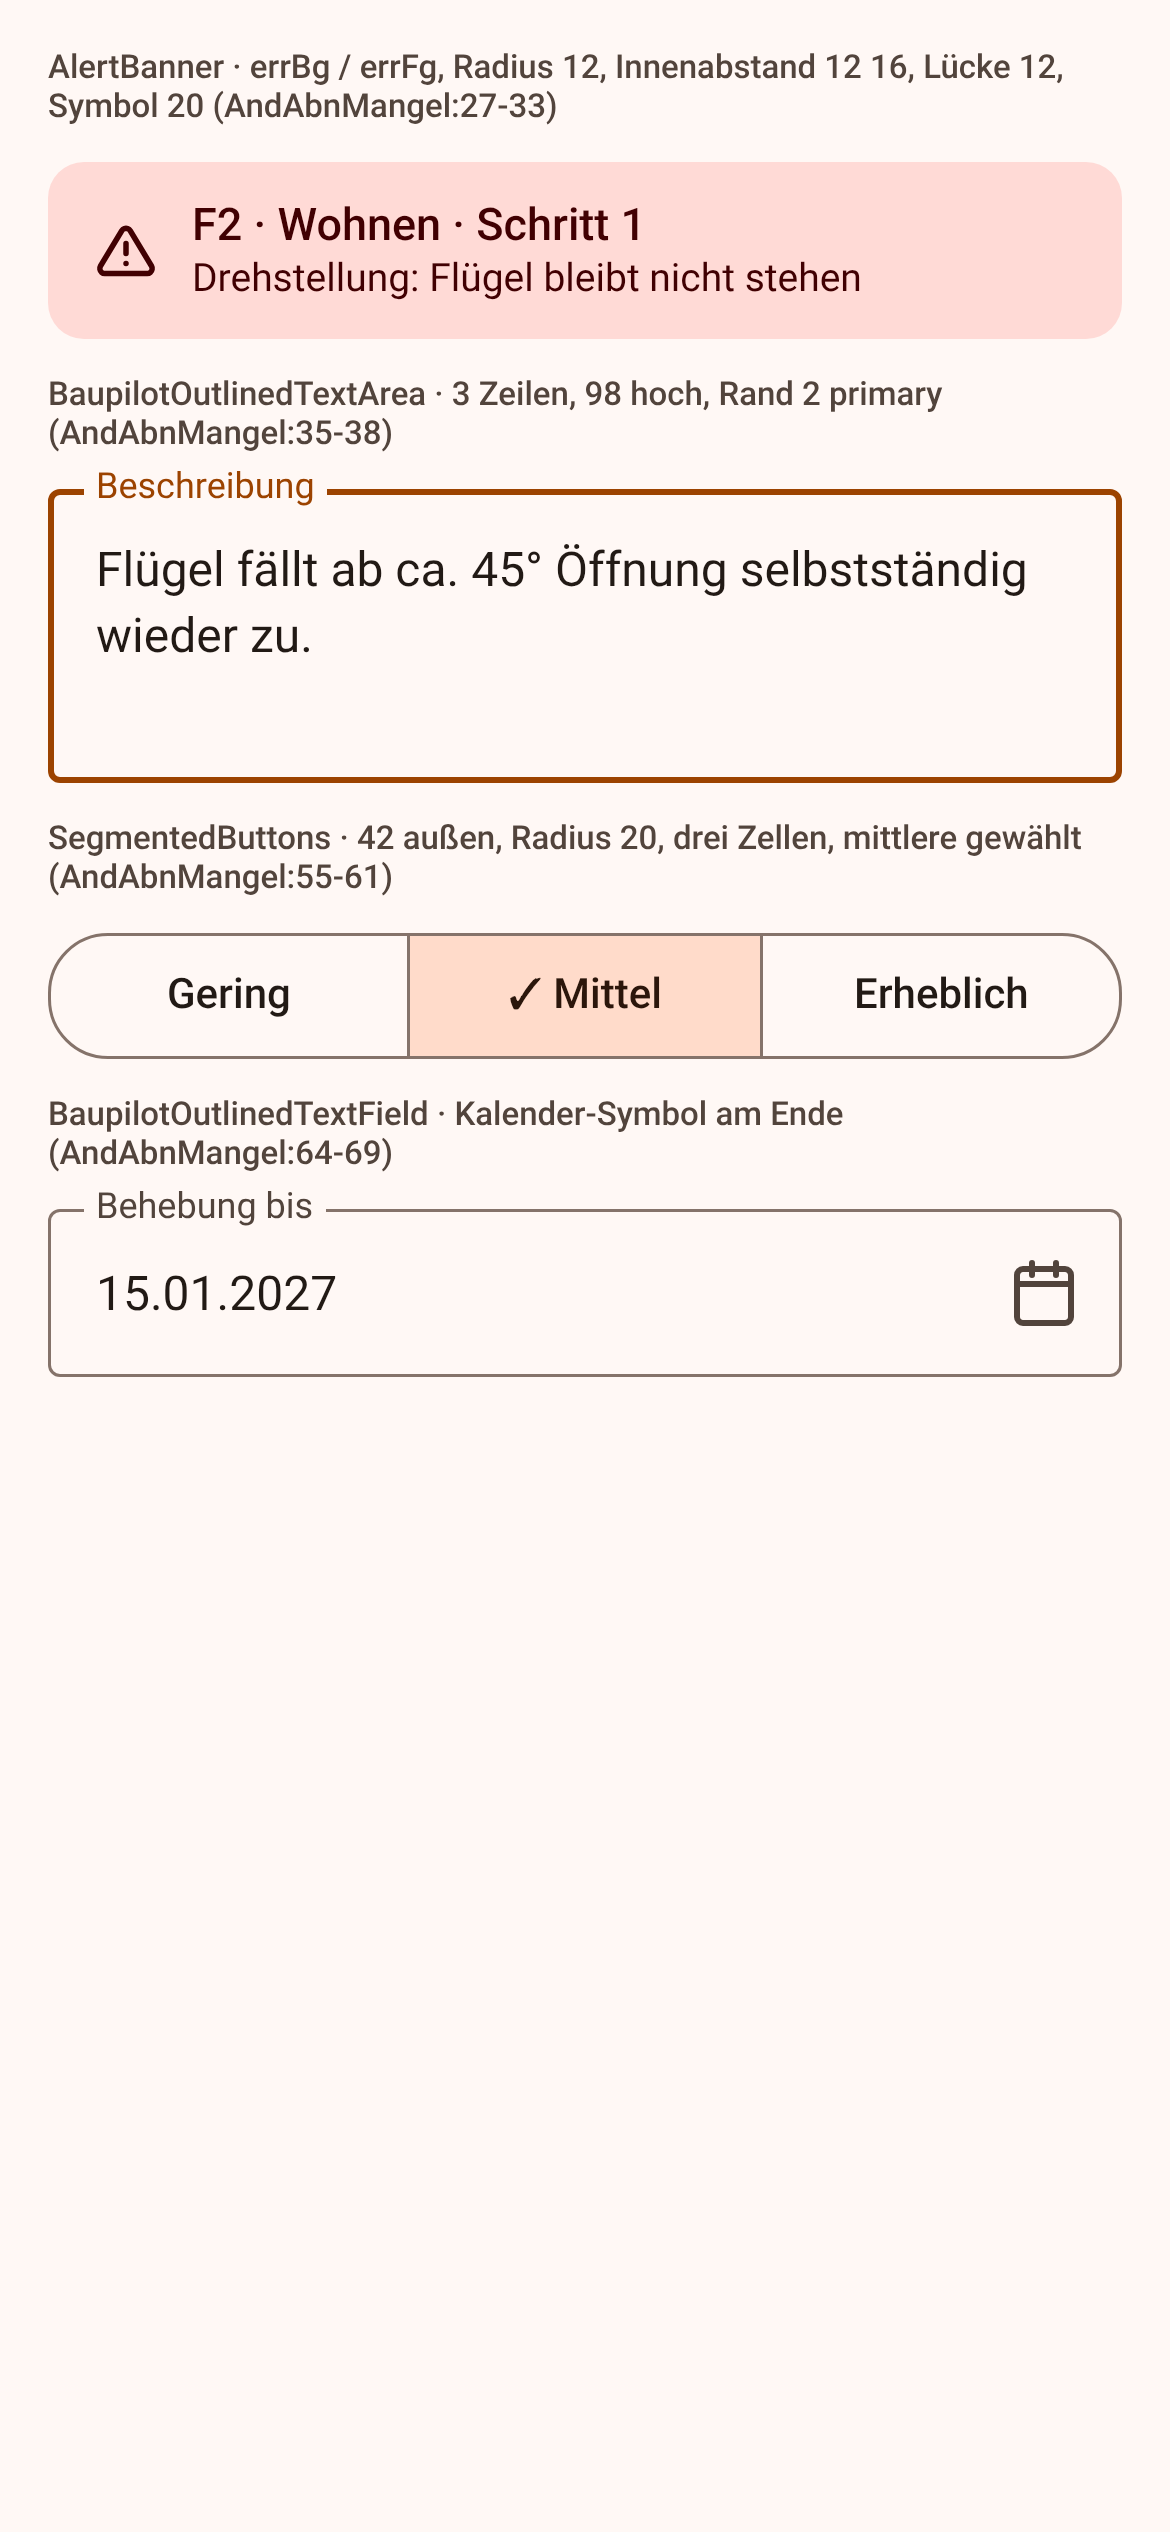 AlertBanner · errBg / errFg, Radius 12, Innenabstand 12 16, Lücke 12,
Symbol 20 (AndAbnMangel:27-33)
F2 · Wohnen · Schritt 1
Drehstellung: Flügel bleibt nicht stehen
BaupilotOutlinedTextArea · 3 Zeilen, 98 hoch, Rand 2 primary
(AndAbnMangel:35-38)
Beschreibung
Flügel fällt ab ca. 45° Öffnung selbstständig
wieder zu.
SegmentedButtons · 42 außen, Radius 20, drei Zellen, mittlere gewählt
(AndAbnMangel:55-61)
Gering ✓ Mittel Erheblich
BaupilotOutlinedTextField · Kalender-Symbol am Ende
(AndAbnMangel:64-69)
Behebung bis
15.01.2027